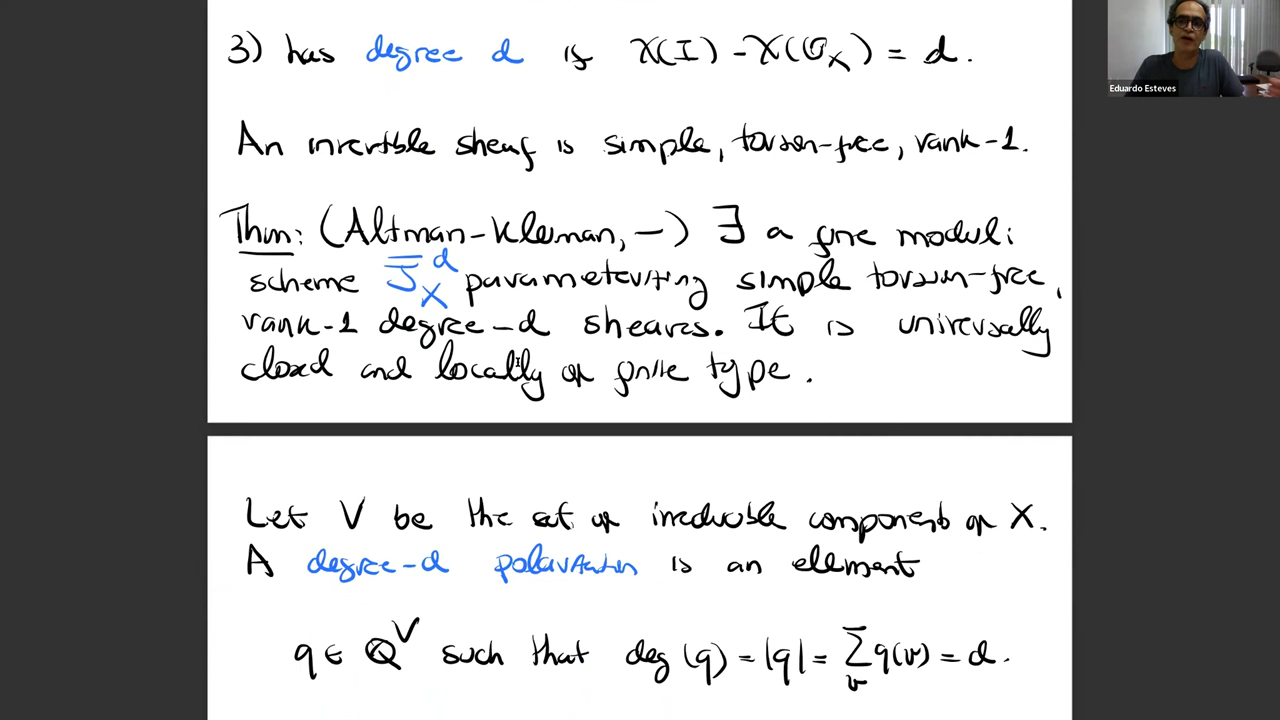 3) has degree d if χ(I) - χ(O_X) = d.
Eduardo Esteves
An invertible sheaf is simple, torsion-free, rank-1.
Thm: (Altman-Kleiman, —) ∃ a fine moduli
scheme J̄_X^d parameterizing simple torsion-free,
rank-1 degree-d sheaves. It is universally
closed and locally of finite type.
Let V be the set of irreducible components of X.
A degree-d polarization is an element
q ∈ Q^V such that deg(q) = |q| = Σ_v q(v) = d.